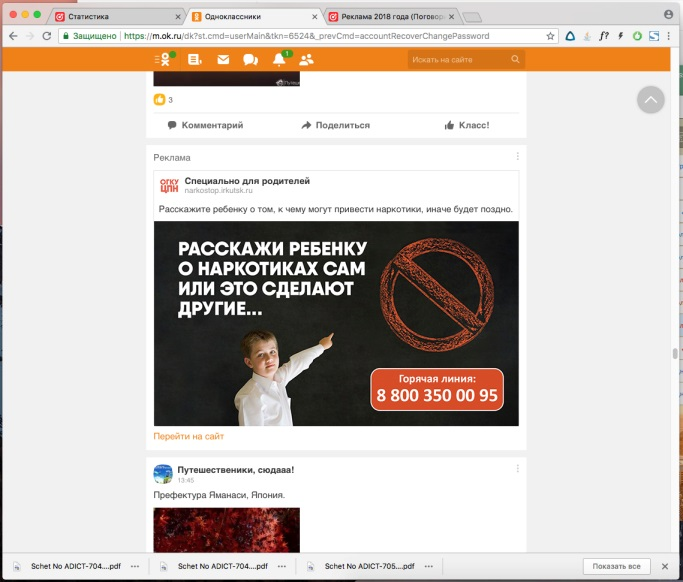 Статистика
Одноклассники
Реклама 2018 года (Поговор
Защищено
https://m.ok.ru/dk?st.cmd=userMain&tkn=6524&_prevCmd=accountRecoverChangePassword
f?
1
Искать на сайте
3
Комментарий
Поделиться
Класс!
Реклама
ОГКУ
ЦПН
Специально для родителей
narkostop.irkutsk.ru
Расскажите ребенку о том, к чему могут привести наркотики, иначе будет поздно.
РАССКАЖИ РЕБЕНКУ
О НАРКОТИКАХ САМ
ИЛИ ЭТО СДЕЛАЮТ
ДРУГИЕ...
Горячая линия:
8 800 350 00 95
Перейти на сайт
Путешественики, сюдааа!
13:45
Префектура Яманаси, Япония.
Schet No ADICT-704....pdf
Schet No ADICT-704....pdf
Schet No ADICT-705....pdf
Показать все